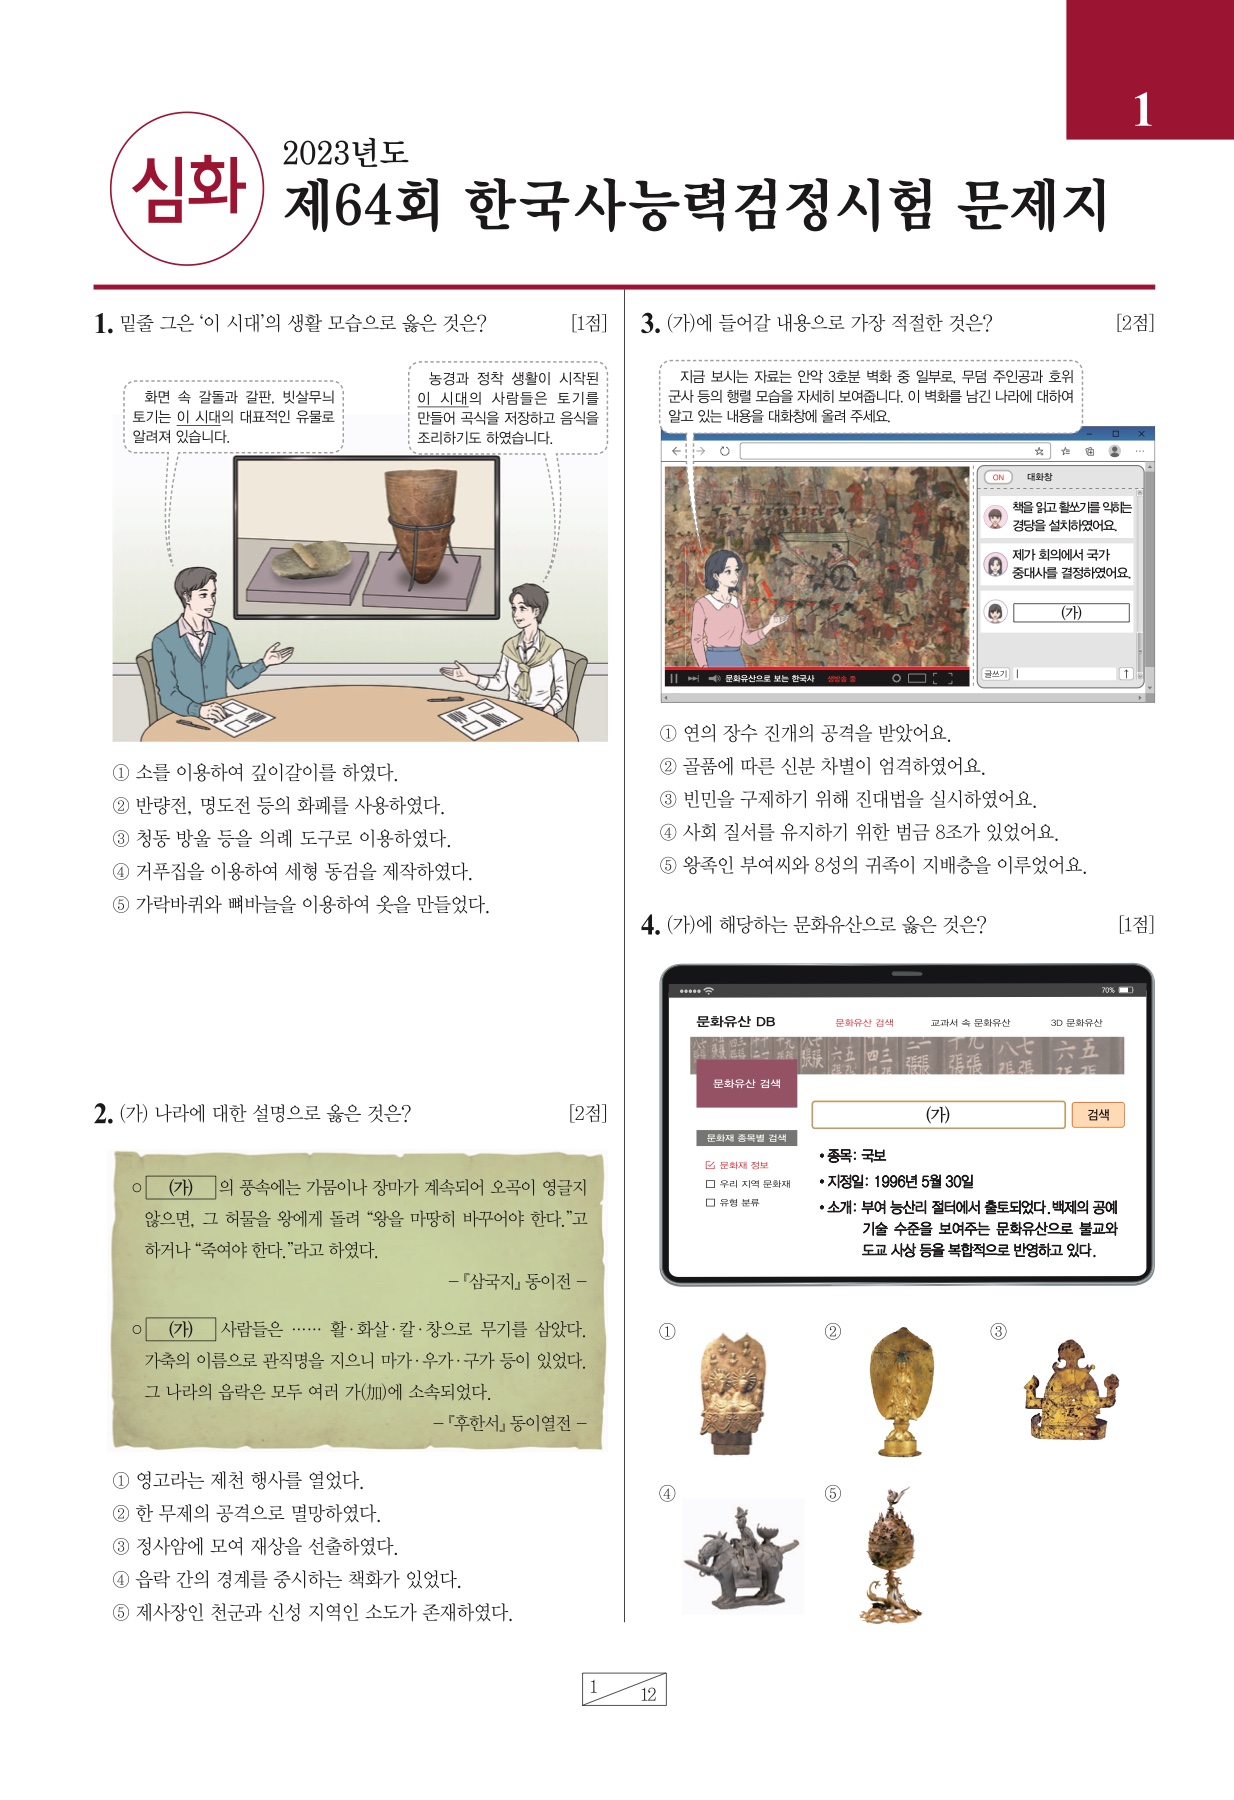 1
심화
2023년도
제64회 한국사능력검정시험 문제지
1. 밑줄 그은 ‘이 시대’의 생활 모습으로 옳은 것은? [1점]
화면 속 갈돌과 갈판, 빗살무늬
토기는 이 시대의 대표적인 유물로
알려져 있습니다.
농경과 정착 생활이 시작된
이 시대의 사람들은 토기를
만들어 곡식을 저장하고 음식을
조리하기도 하였습니다.
① 소를 이용하여 깊이갈이를 하였다.
② 반량전, 명도전 등의 화폐를 사용하였다.
③ 청동 방울 등을 의례 도구로 이용하였다.
④ 거푸집을 이용하여 세형 동검을 제작하였다.
⑤ 가락바퀴와 뼈바늘을 이용하여 옷을 만들었다.
2. (가) 나라에 대한 설명으로 옳은 것은? [2점]
○ (가) 의 풍속에는 가뭄이나 장마가 계속되어 오곡이 영글지
않으면, 그 허물을 왕에게 돌려 “왕을 마땅히 바꾸어야 한다.”고
하거나 “죽여야 한다.”라고 하였다.
－『삼국지』 동이전－
○ (가) 사람들은 …… 활·화살·칼·창으로 무기를 삼았다.
가축의 이름으로 관직명을 지으니 마가·우가·구가 등이 있었다.
그 나라의 읍락은 모두 여러 가(加)에 소속되었다.
－『후한서』 동이열전－
① 영고라는 제천 행사를 열었다.
② 한 무제의 공격으로 멸망하였다.
③ 정사암에 모여 재상을 선출하였다.
④ 읍락 간의 경계를 중시하는 책화가 있었다.
⑤ 제사장인 천군과 신성 지역인 소도가 존재하였다.
3. (가)에 들어갈 내용으로 가장 적절한 것은? [2점]
지금 보시는 자료는 안악 3호분 벽화 중 일부로, 무덤 주인공과 호위
군사 등의 행렬 모습을 자세히 보여줍니다. 이 벽화를 남긴 나라에 대하여
알고 있는 내용을 대화창에 올려 주세요.
ON 대화창
책을 읽고 활쏘기를 익히는
경당을 설치하였어요.
제가 회의에서 국가
중대사를 결정하였어요.
(가)
글쓰기
문화유산으로 보는 한국사 생방송 중
① 연의 장수 진개의 공격을 받았어요.
② 골품에 따른 신분 차별이 엄격하였어요.
③ 빈민을 구제하기 위해 진대법을 실시하였어요.
④ 사회 질서를 유지하기 위한 범금 8조가 있었어요.
⑤ 왕족인 부여씨와 8성의 귀족이 지배층을 이루었어요.
4. (가)에 해당하는 문화유산으로 옳은 것은? [1점]
70%
문화유산 DB 문화유산 검색 교과서 속 문화유산 3D 문화유산
문화유산 검색
(가) 검색
문화재 종목별 검색
문화재 정보
우리 지역 문화재
유형 분류
• 종목: 국보
• 지정일: 1996년 5월 30일
• 소개: 부여 능산리 절터에서 출토되었다. 백제의 공예
기술 수준을 보여주는 문화유산으로 불교와
도교 사상 등을 복합적으로 반영하고 있다.
① ② ③
④ ⑤
1 12